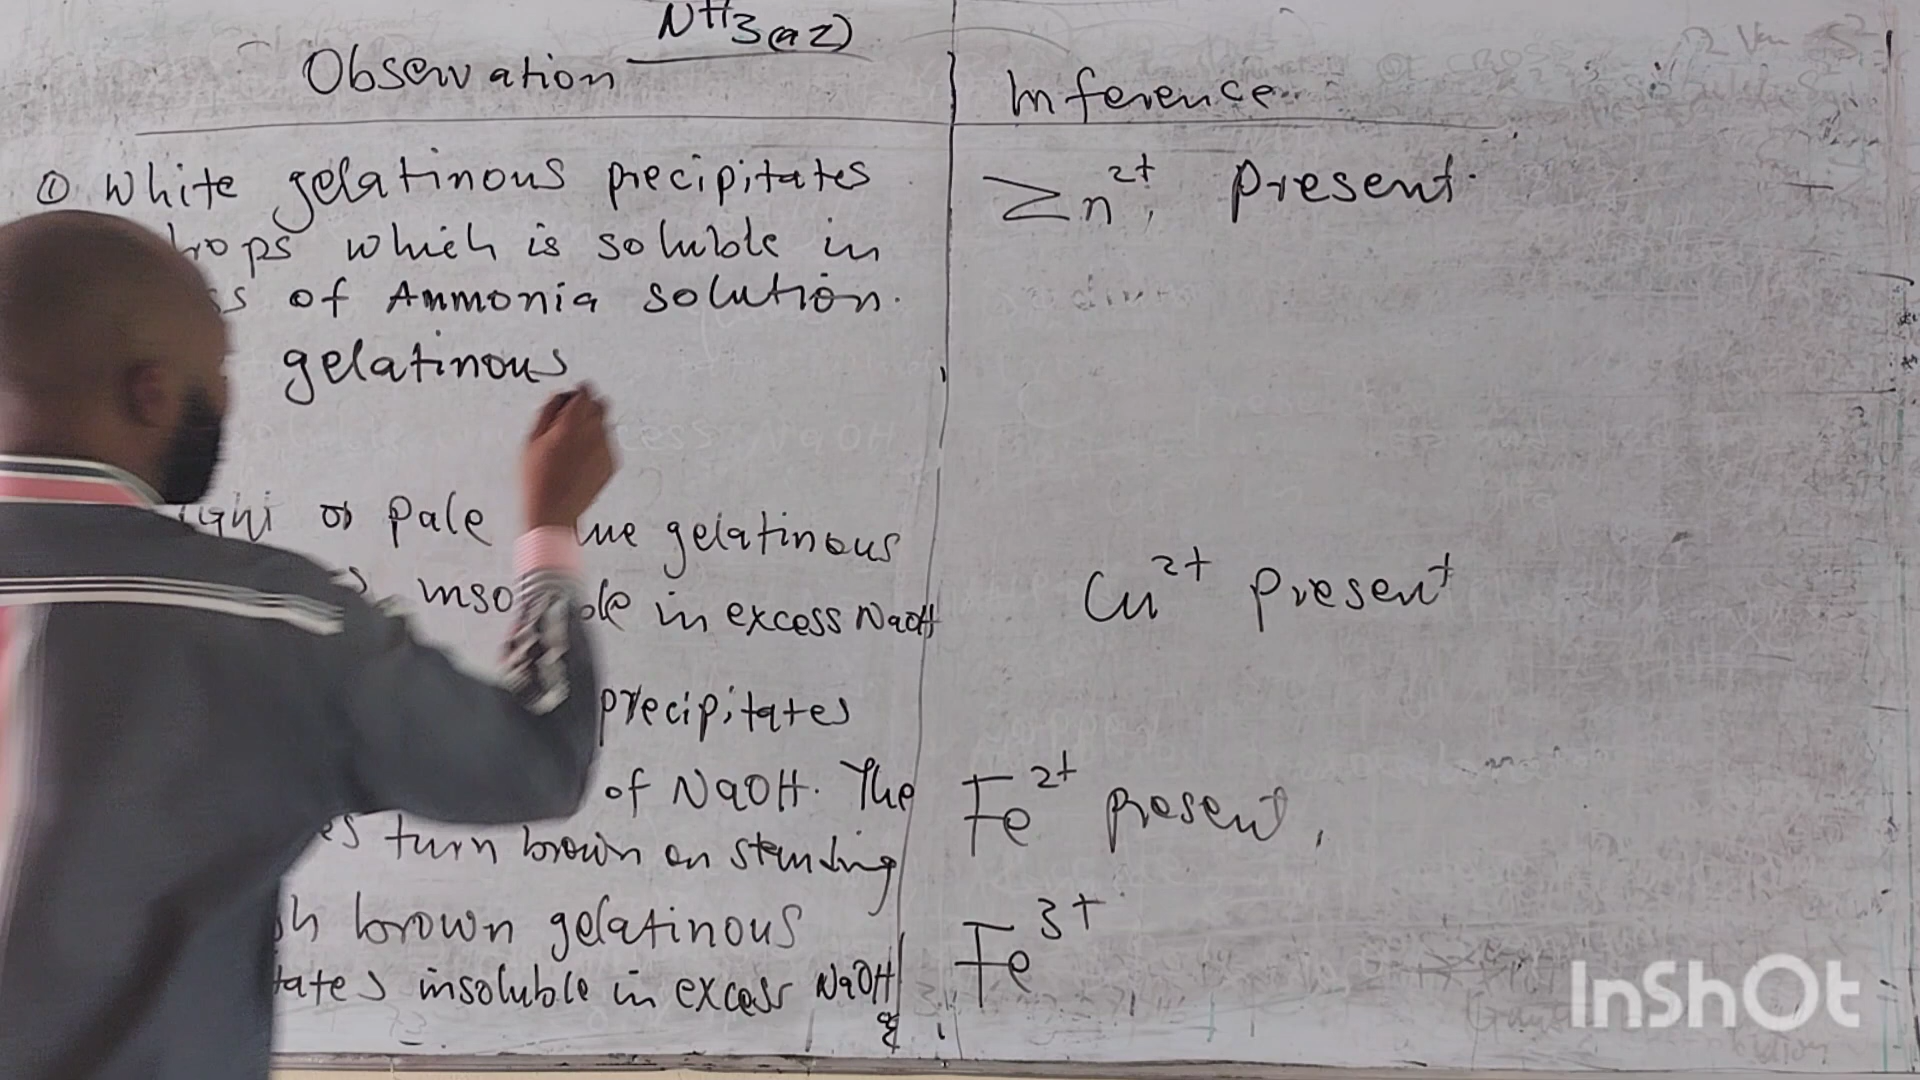 NH3(aq)
Observation
Inference
① White gelatinous precipitates
Zn²⁺, present.
which is soluble in
of Ammonia solution.
gelatinous
or pale gelatinous
in excess NaOH
Cu²⁺ present
precipitates
of NaOH. The
Fe²⁺ present,
turn brown on standing
brown gelatinous
Fe³⁺
insoluble in excess NaOH
InShOt